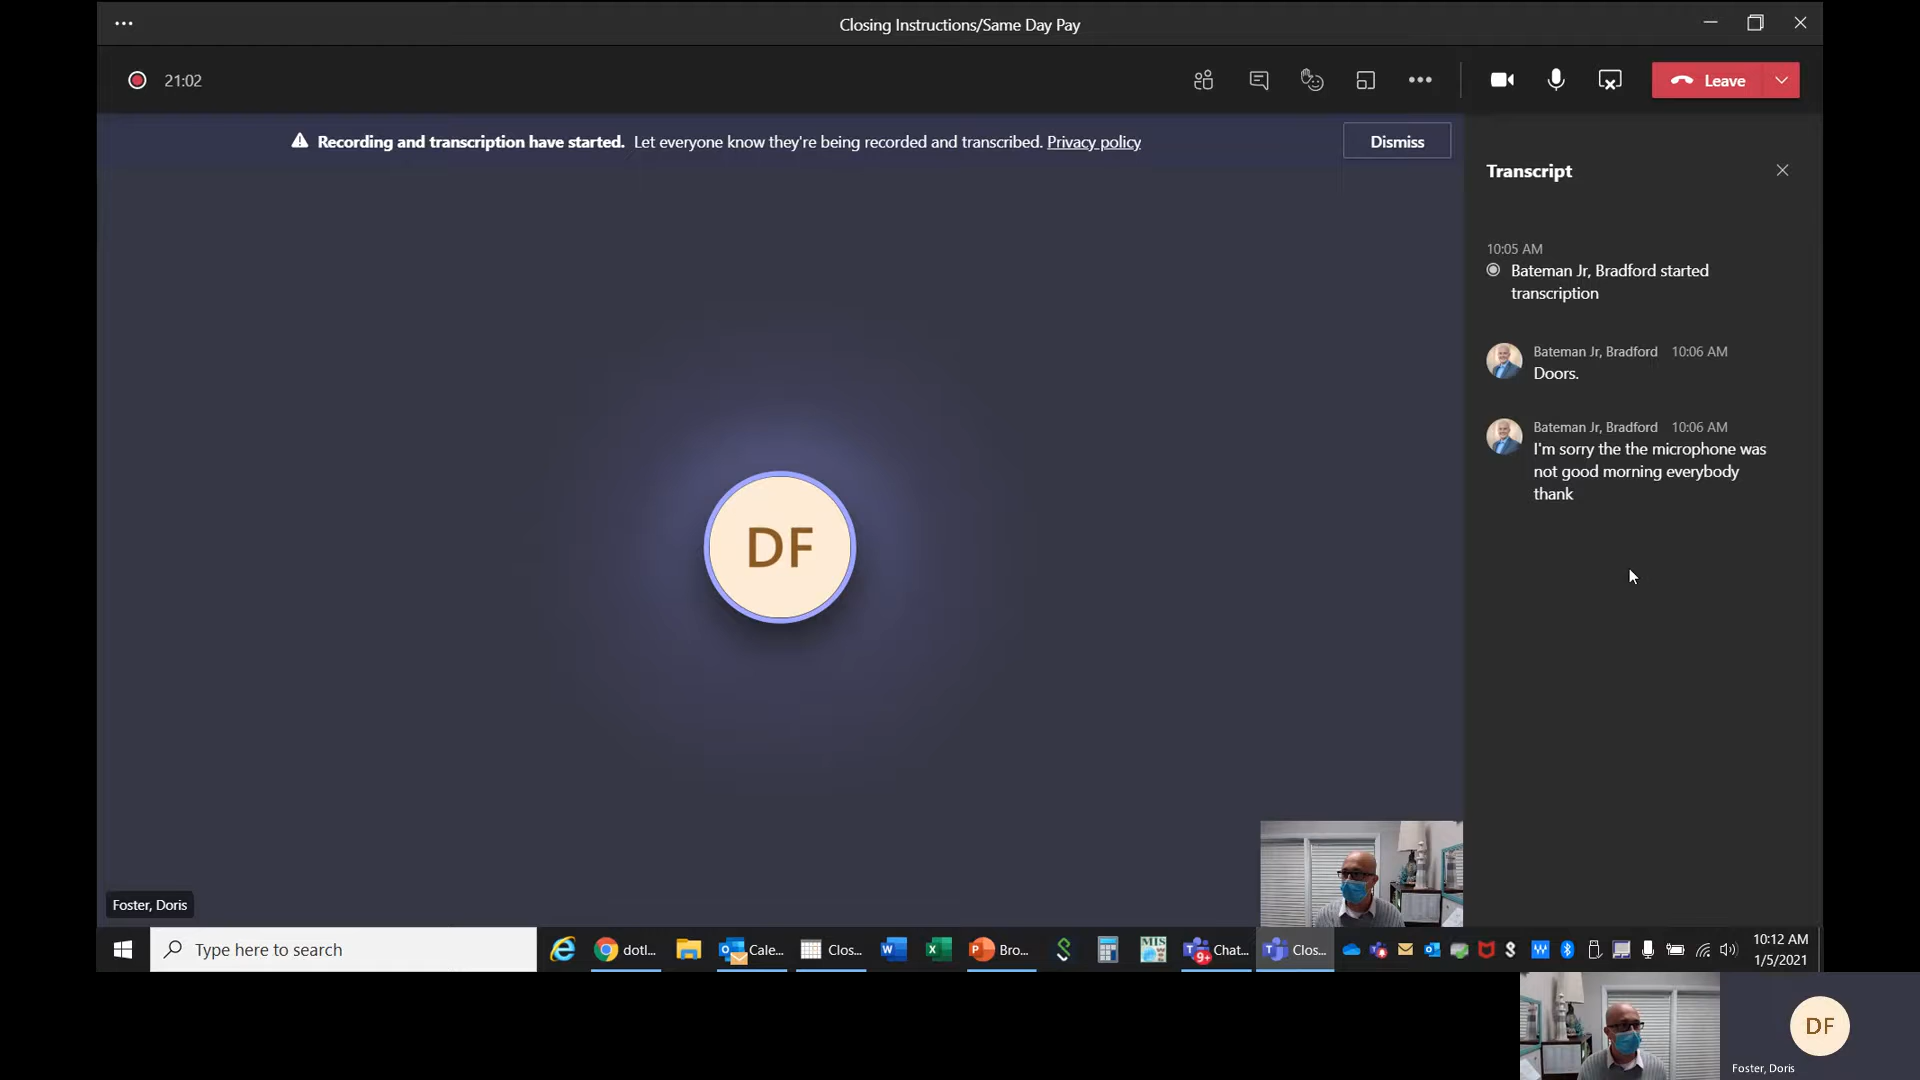 Closing Instructions/Same Day Pay
21:02
Leave
Recording and transcription have started. Let everyone know they're being recorded and transcribed. Privacy policy
Dismiss
Transcript
10:05 AM
Bateman Jr, Bradford started
transcription
Bateman Jr, Bradford 10:06 AM
Doors.
Bateman Jr, Bradford 10:06 AM
I'm sorry the the microphone was
not good morning everybody
thank
DF
Foster, Doris
Type here to search
dotl...
Cale...
Clos...
Bro...
MIS
9+
Chat...
Clos...
10:12 AM
1/5/2021
DF
Foster, Doris